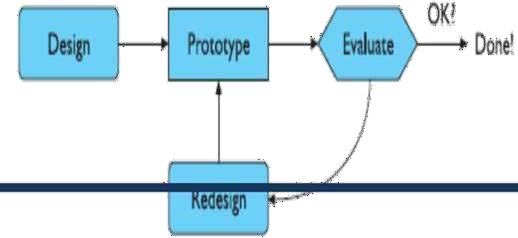 OK?
Design
Prototype
Evaluate
Done!
Redesign